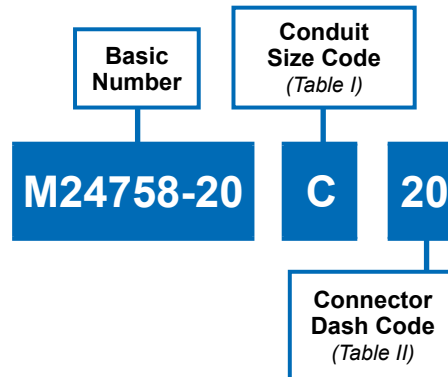 Basic
Number
Conduit
Size Code
(Table I)
M24758-20
C
20
Connector
Dash Code
(Table II)